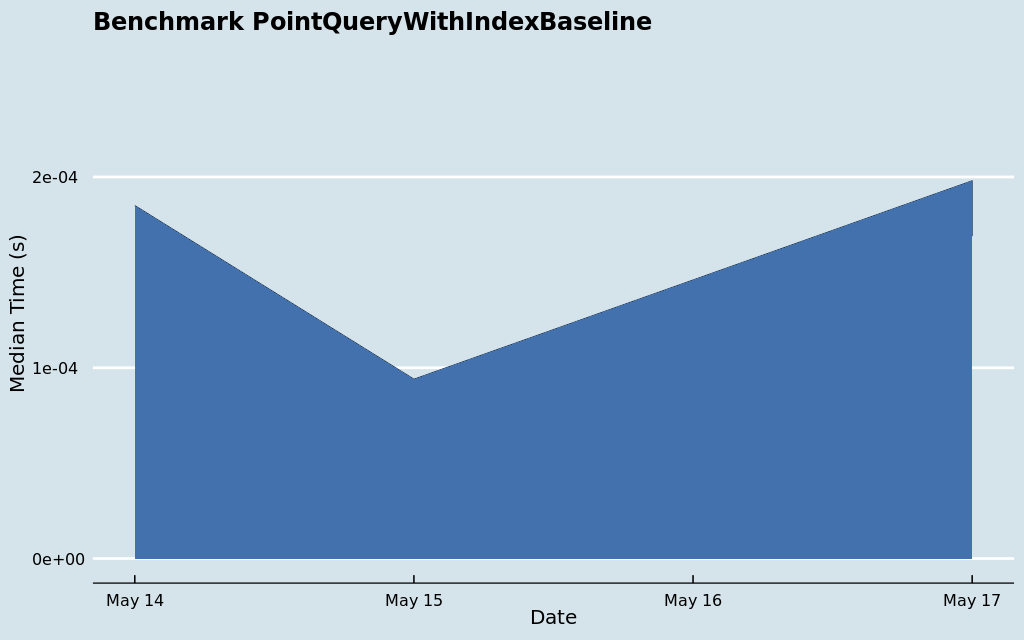 Benchmark PointQueryWithIndexBaseline
Median Time (s)
2e-04
1e-04
0e+00
May 14 May 15 May 16 May 17
Date